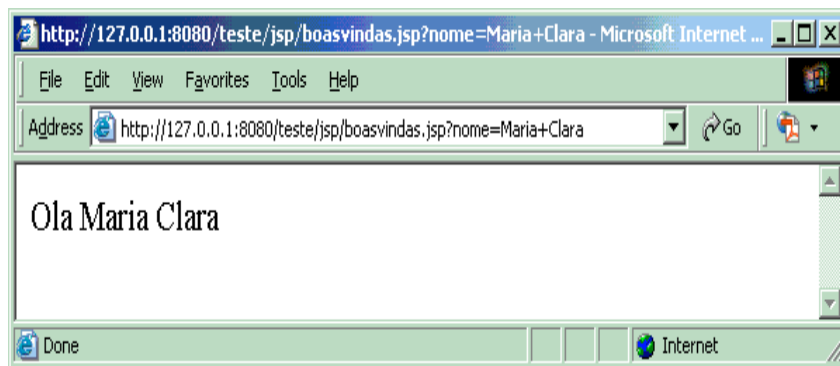 http://127.0.0.1:8080/teste/jsp/boasvindas.jsp?nome=Maria+Clara - Microsoft Internet ...
File Edit View Favorites Tools Help
Address http://127.0.0.1:8080/teste/jsp/boasvindas.jsp?nome=Maria+Clara Go
Ola Maria Clara
Done Internet